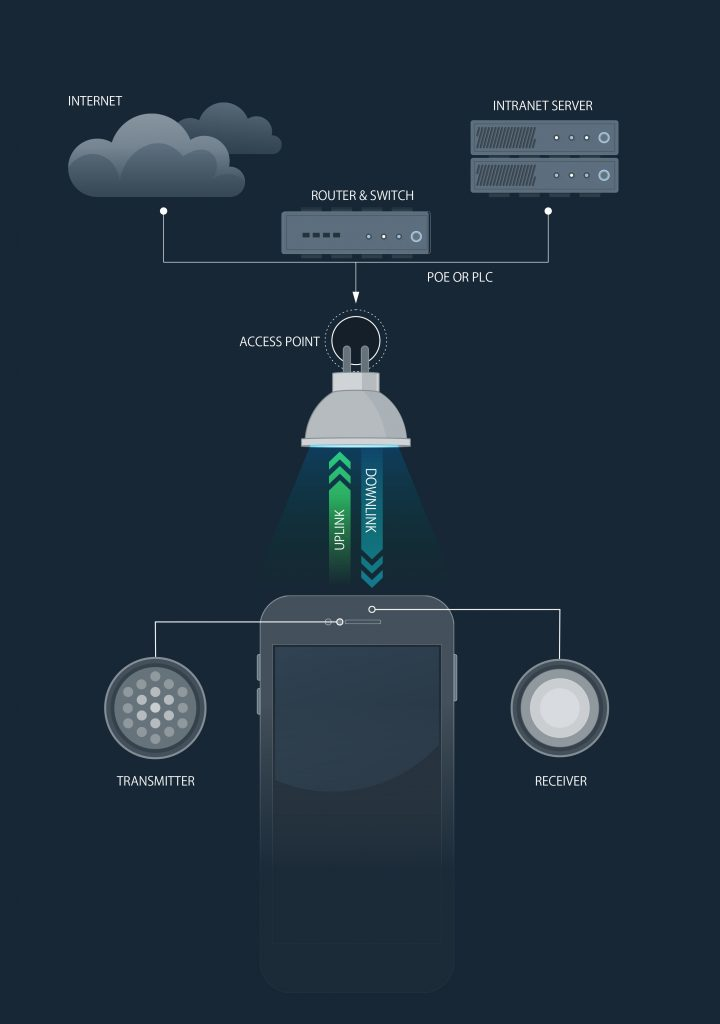 INTERNET
INTRANET SERVER
ROUTER & SWITCH
POE OR PLC
ACCESS POINT
UPLINK
DOWNLINK
TRANSMITTER
RECEIVER